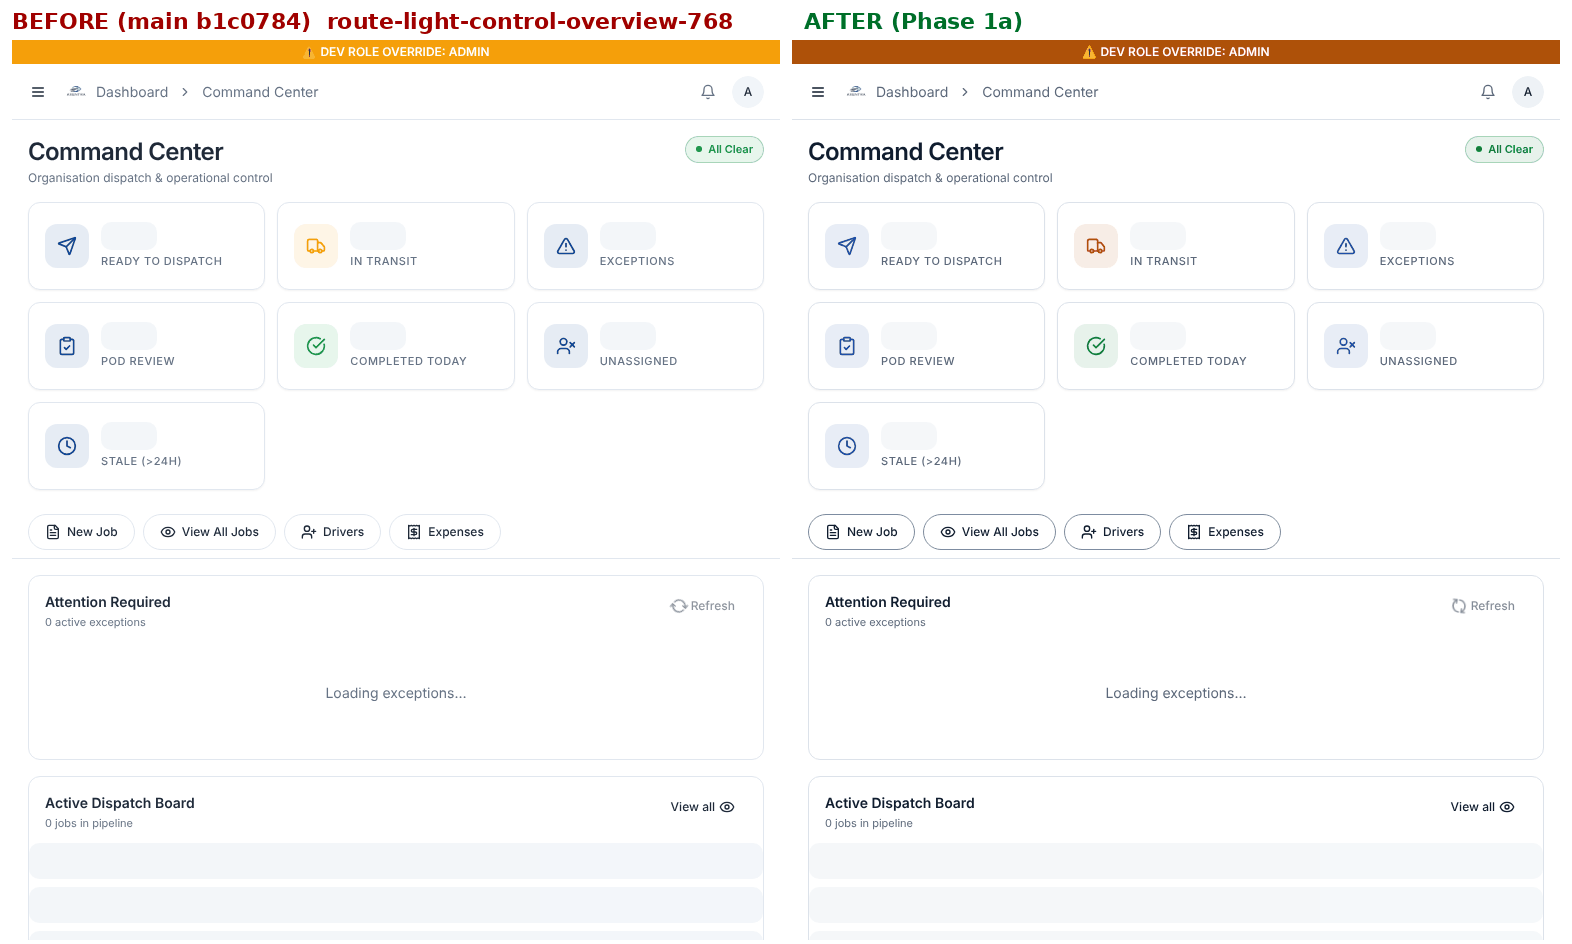 BEFORE (main b1c0784)  route-light-control-overview-768
⚠ DEV ROLE OVERRIDE: ADMIN
Dashboard > Command Center
A
Command Center
All Clear
Organisation dispatch & operational control
READY TO DISPATCH
IN TRANSIT
EXCEPTIONS
POD REVIEW
COMPLETED TODAY
UNASSIGNED
STALE (>24H)
New Job
View All Jobs
Drivers
Expenses
Attention Required
Refresh
0 active exceptions
Loading exceptions...
Active Dispatch Board
View all
0 jobs in pipeline
AFTER (Phase 1a)
⚠ DEV ROLE OVERRIDE: ADMIN
Dashboard > Command Center
A
Command Center
All Clear
Organisation dispatch & operational control
READY TO DISPATCH
IN TRANSIT
EXCEPTIONS
POD REVIEW
COMPLETED TODAY
UNASSIGNED
STALE (>24H)
New Job
View All Jobs
Drivers
Expenses
Attention Required
Refresh
0 active exceptions
Loading exceptions...
Active Dispatch Board
View all
0 jobs in pipeline